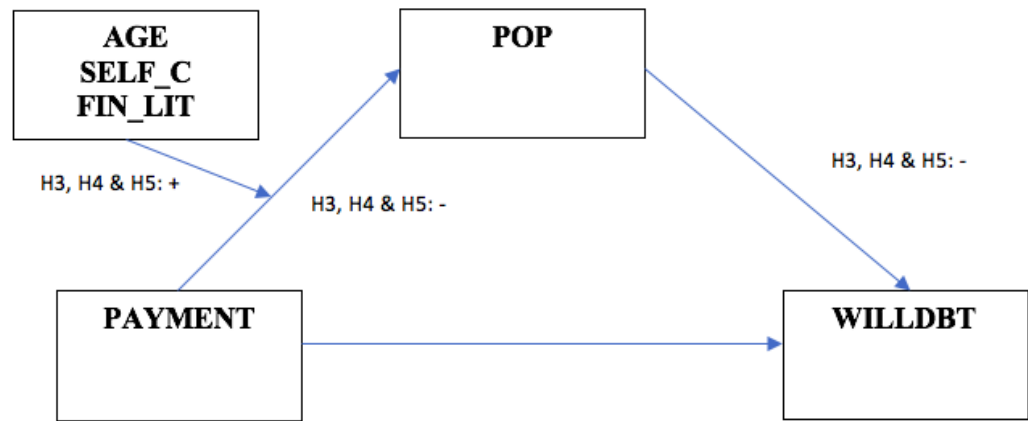 AGE
SELF_C
FIN_LIT
POP
H3, H4 & H5: +
H3, H4 & H5: -
H3, H4 & H5: -
PAYMENT
WILLDBT